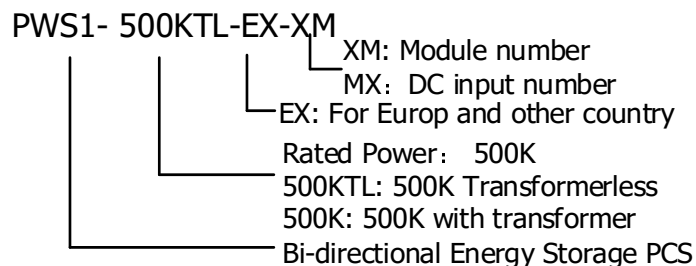 PWS1- 500KTL-EX-XM
XM: Module number
MX：DC input number
EX: For Europ and other country
Rated Power： 500K
500KTL: 500K Transformerless
500K: 500K with transformer
Bi-directional Energy Storage PCS